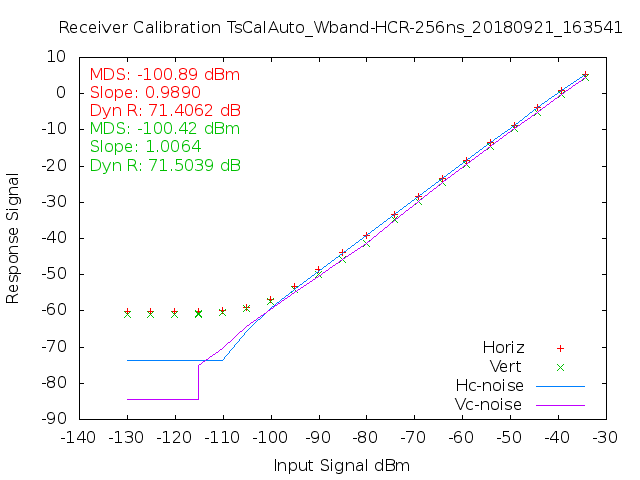 Receiver Calibration TsCalAuto_Wband-HCR-256ns_20180921_163541
10
0
-10
-20
-30
-40
-50
-60
-70
-80
-90
MDS: -100.89 dBm
Slope: 0.9890
Dyn R: 71.4062 dB
MDS: -100.42 dBm
Slope: 1.0064
Dyn R: 71.5039 dB
Response Signal
Horiz
Vert
Hc-noise
Vc-noise
-140 -130 -120 -110 -100 -90 -80 -70 -60 -50 -40 -30
Input Signal dBm